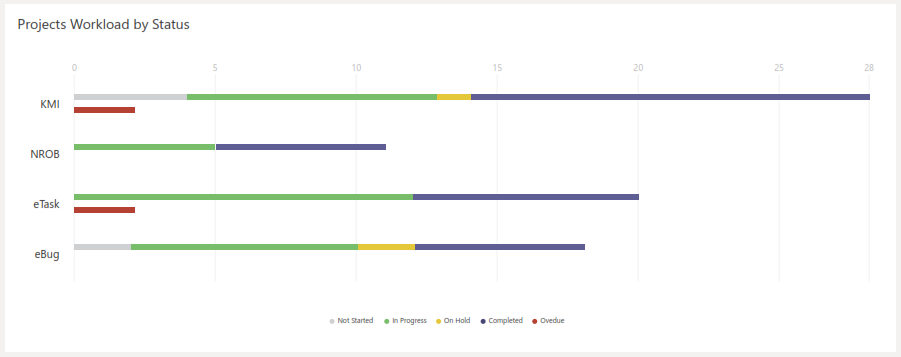 Projects Workload by Status
0 5 10 15 20 25 28
KMI
NROB
eTask
eBug
Not Started In Progress On Hold Completed Ovedue